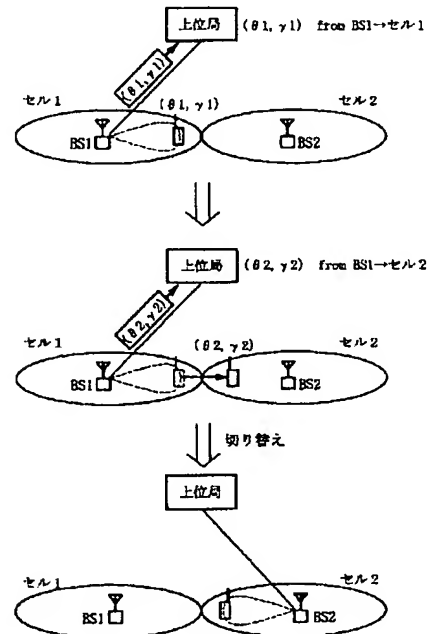 上位局 (θ1, γ1) from BS1→セル1
(θ1, γ1)
セル1 (θ1, γ1) セル2
BS1 BS2
上位局 (θ2, γ2) from BS1→セル2
(θ2, γ2)
セル1 (θ2, γ2) セル2
BS1 BS2
切り替え
上位局
セル1 セル2
BS1 BS2